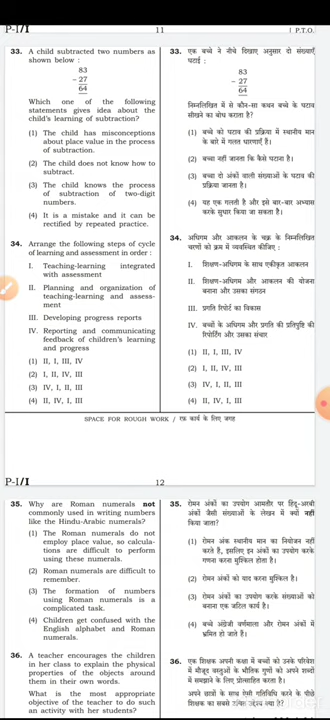 P-I/I
11
( P.T.O.
33. A child subtracted two numbers as
shown below :
83
– 27
64
Which one of the following
statements gives idea about the
child's learning of subtraction?
(1) The child has misconceptions
about place value in the process
of subtraction.
(2) The child does not know how to
subtract.
(3) The child knows the process
of subtraction of two-digit
numbers.
(4) It is a mistake and it can be
rectified by repeated practice.
34. Arrange the following steps of cycle
of learning and assessment in order :
I. Teaching-learning integrated
with assessment
II. Planning and organization of
teaching-learning and assess-
ment
III. Developing progress reports
IV. Reporting and communicating
feedback of children's learning
and progress
(1) II, I, III, IV
(2) I, II, IV, III
(3) IV, I, II, III
(4) II, IV, I, III
33. एक बच्चे ने नीचे दिखाए अनुसार दो संख्याएँ
घटाई :
83
– 27
64
निम्नलिखित में से कौन-सा कथन बच्चे के घटाव
सीखने का बोध कराता है?
(1) बच्चे को घटाव की प्रक्रिया में स्थानीय मान
के बारे में गलत धारणाएँ हैं।
(2) बच्चा नहीं जानता कि कैसे घटाना है।
(3) बच्चा दो अंकों वाली संख्याओं के घटाव की
प्रक्रिया जानता है।
(4) यह एक गलती है और इसे बार-बार अभ्यास
करके सुधार किया जा सकता है।
34. अधिगम और आकलन के चक्र के निम्नलिखित
चरणों को क्रम में व्यवस्थित कीजिए :
I. शिक्षण-अधिगम के साथ एकीकृत आकलन
II. शिक्षण-अधिगम और आकलन की योजना
बनाना और उसका संगठन
III. प्रगति रिपोर्ट का विकास
IV. बच्चों के अधिगम और प्रगति की प्रतिपुष्टि की
रिपोर्टिंग और उसका संचार
(1) II, I, III, IV
(2) I, II, IV, III
(3) IV, I, II, III
(4) II, IV, I, III
SPACE FOR ROUGH WORK / रफ़ कार्य के लिए जगह
P-I/I
12
35. Why are Roman numerals not
commonly used in writing numbers
like the Hindu-Arabic numerals?
(1) The Roman numerals do not
employ place value, so calcula-
tions are difficult to perform
using these numerals.
(2) Roman numerals are difficult to
remember.
(3) The formation of numbers
using Roman numerals is a
complicated task.
(4) Children get confused with the
English alphabet and Roman
numerals.
36. A teacher encourages the children
in her class to explain the physical
properties of the objects around
them in their own words.
What is the most appropriate
objective of the teacher to do such
an activity with her students?
35. रोमन अंकों का उपयोग आमतौर पर हिंदू-अरबी
अंकों जैसी संख्याओं के लेखन में क्यों नहीं
किया जाता?
(1) रोमन अंक स्थानीय मान का नियोजन नहीं
करते हैं, इसलिए इन अंकों का उपयोग करके
गणना करना मुश्किल होता है।
(2) रोमन अंकों को याद करना मुश्किल है।
(3) रोमन अंकों का उपयोग करके संख्याओं को
बनाना एक जटिल कार्य है।
(4) बच्चे अंग्रेजी वर्णमाला और रोमन अंकों में
भ्रमित हो जाते हैं।
36. एक शिक्षक अपनी कक्षा में बच्चों को उनके परिवेश
में मौजूद वस्तुओं के भौतिक गुणों को अपने शब्दों
में समझाने के लिए प्रोत्साहित करता है।
अपने छात्रों के साथ ऐसी गतिविधि करने के पीछे
शिक्षक का सबसे उचित उद्देश्य क्या है?